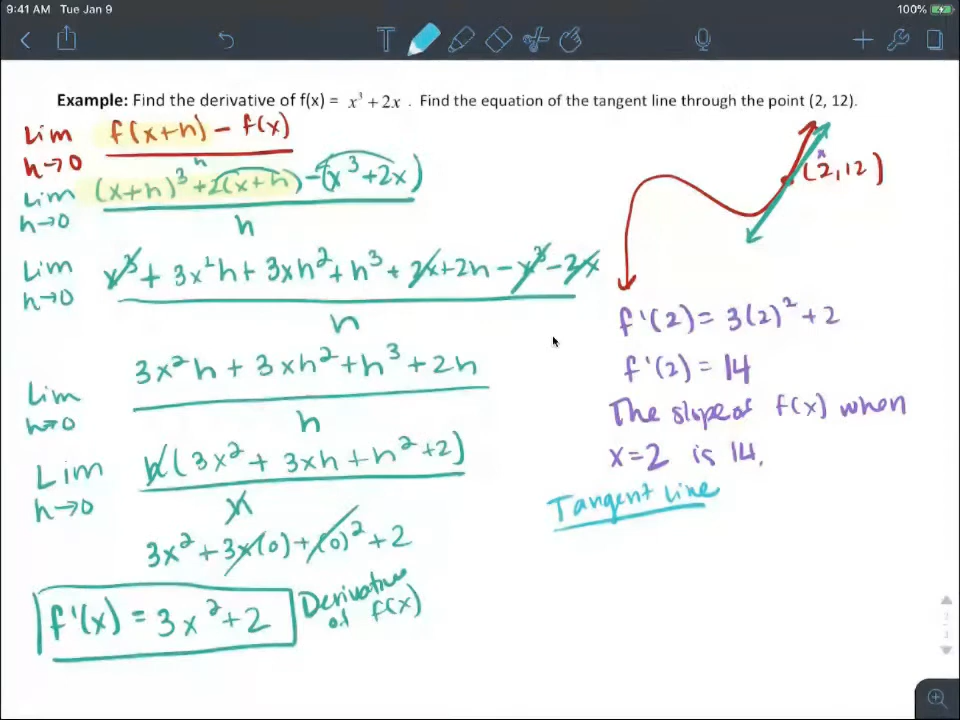 9:41 AM Tue Jan 9
100%
T
Example: Find the derivative of f(x) = x³ + 2x . Find the equation of the tangent line through the point (2, 12).
Lim h→0 f(x+h) - f(x)
h
Lim h→0 (x+h)³ + 2(x+h) - (x³+2x)
h
Lim h→0 x³ + 3x²h + 3xh² + h³ + 2x + 2h - x³ - 2x
h
Lim h→0 3x²h + 3xh² + h³ + 2h
h
Lim h→0 h(3x² + 3xh + h² + 2)
h
3x² + 3x(0) + (0)² + 2
f'(x) = 3x² + 2
Derivative of f(x)
x
(2,12)
f'(2) = 3(2)² + 2
f'(2) = 14
The slope of f(x) when
x=2 is 14.
Tangent line